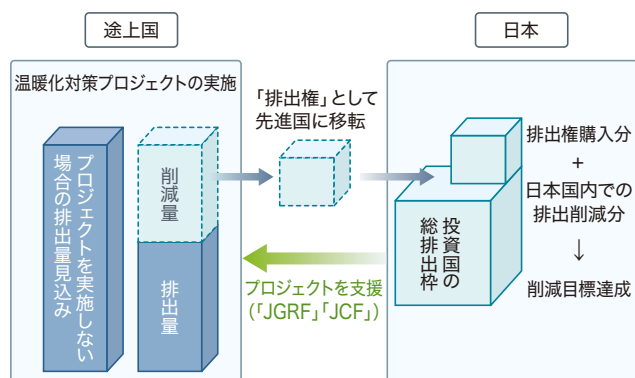 途上国
日本
温暖化対策プロジェクトの実施
プロジェクトを実施しない
場合の排出量見込み
削減量
排出量
「排出権」として
先進国に移転
プロジェクトを支援
(「JGRF」「JCF」)
投資国の
総排出枠
排出権購入分
+
日本国内での
排出削減分
↓
削減目標達成